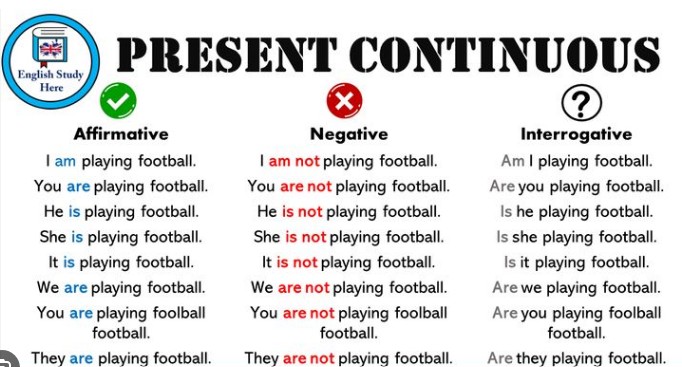 PRESENT CONTINUOUS
English Study
Here
Affirmative
I am playing football.
You are playing football.
He is playing football.
She is playing football.
It is playing football.
We are playing football.
You are playing foolball
football.
They are playing football.
Negative
I am not playing football.
You are not playing football.
He is not playing football.
She is not playing football.
It is not playing football.
We are not playing football.
You are not playing foolball
football.
They are not playing football.
?
Interrogative
Am I playing football.
Are you playing football.
Is he playing football.
Is she playing football.
Is it playing football.
Are we playing football.
Are you playing foolball
football.
Are they playing football.